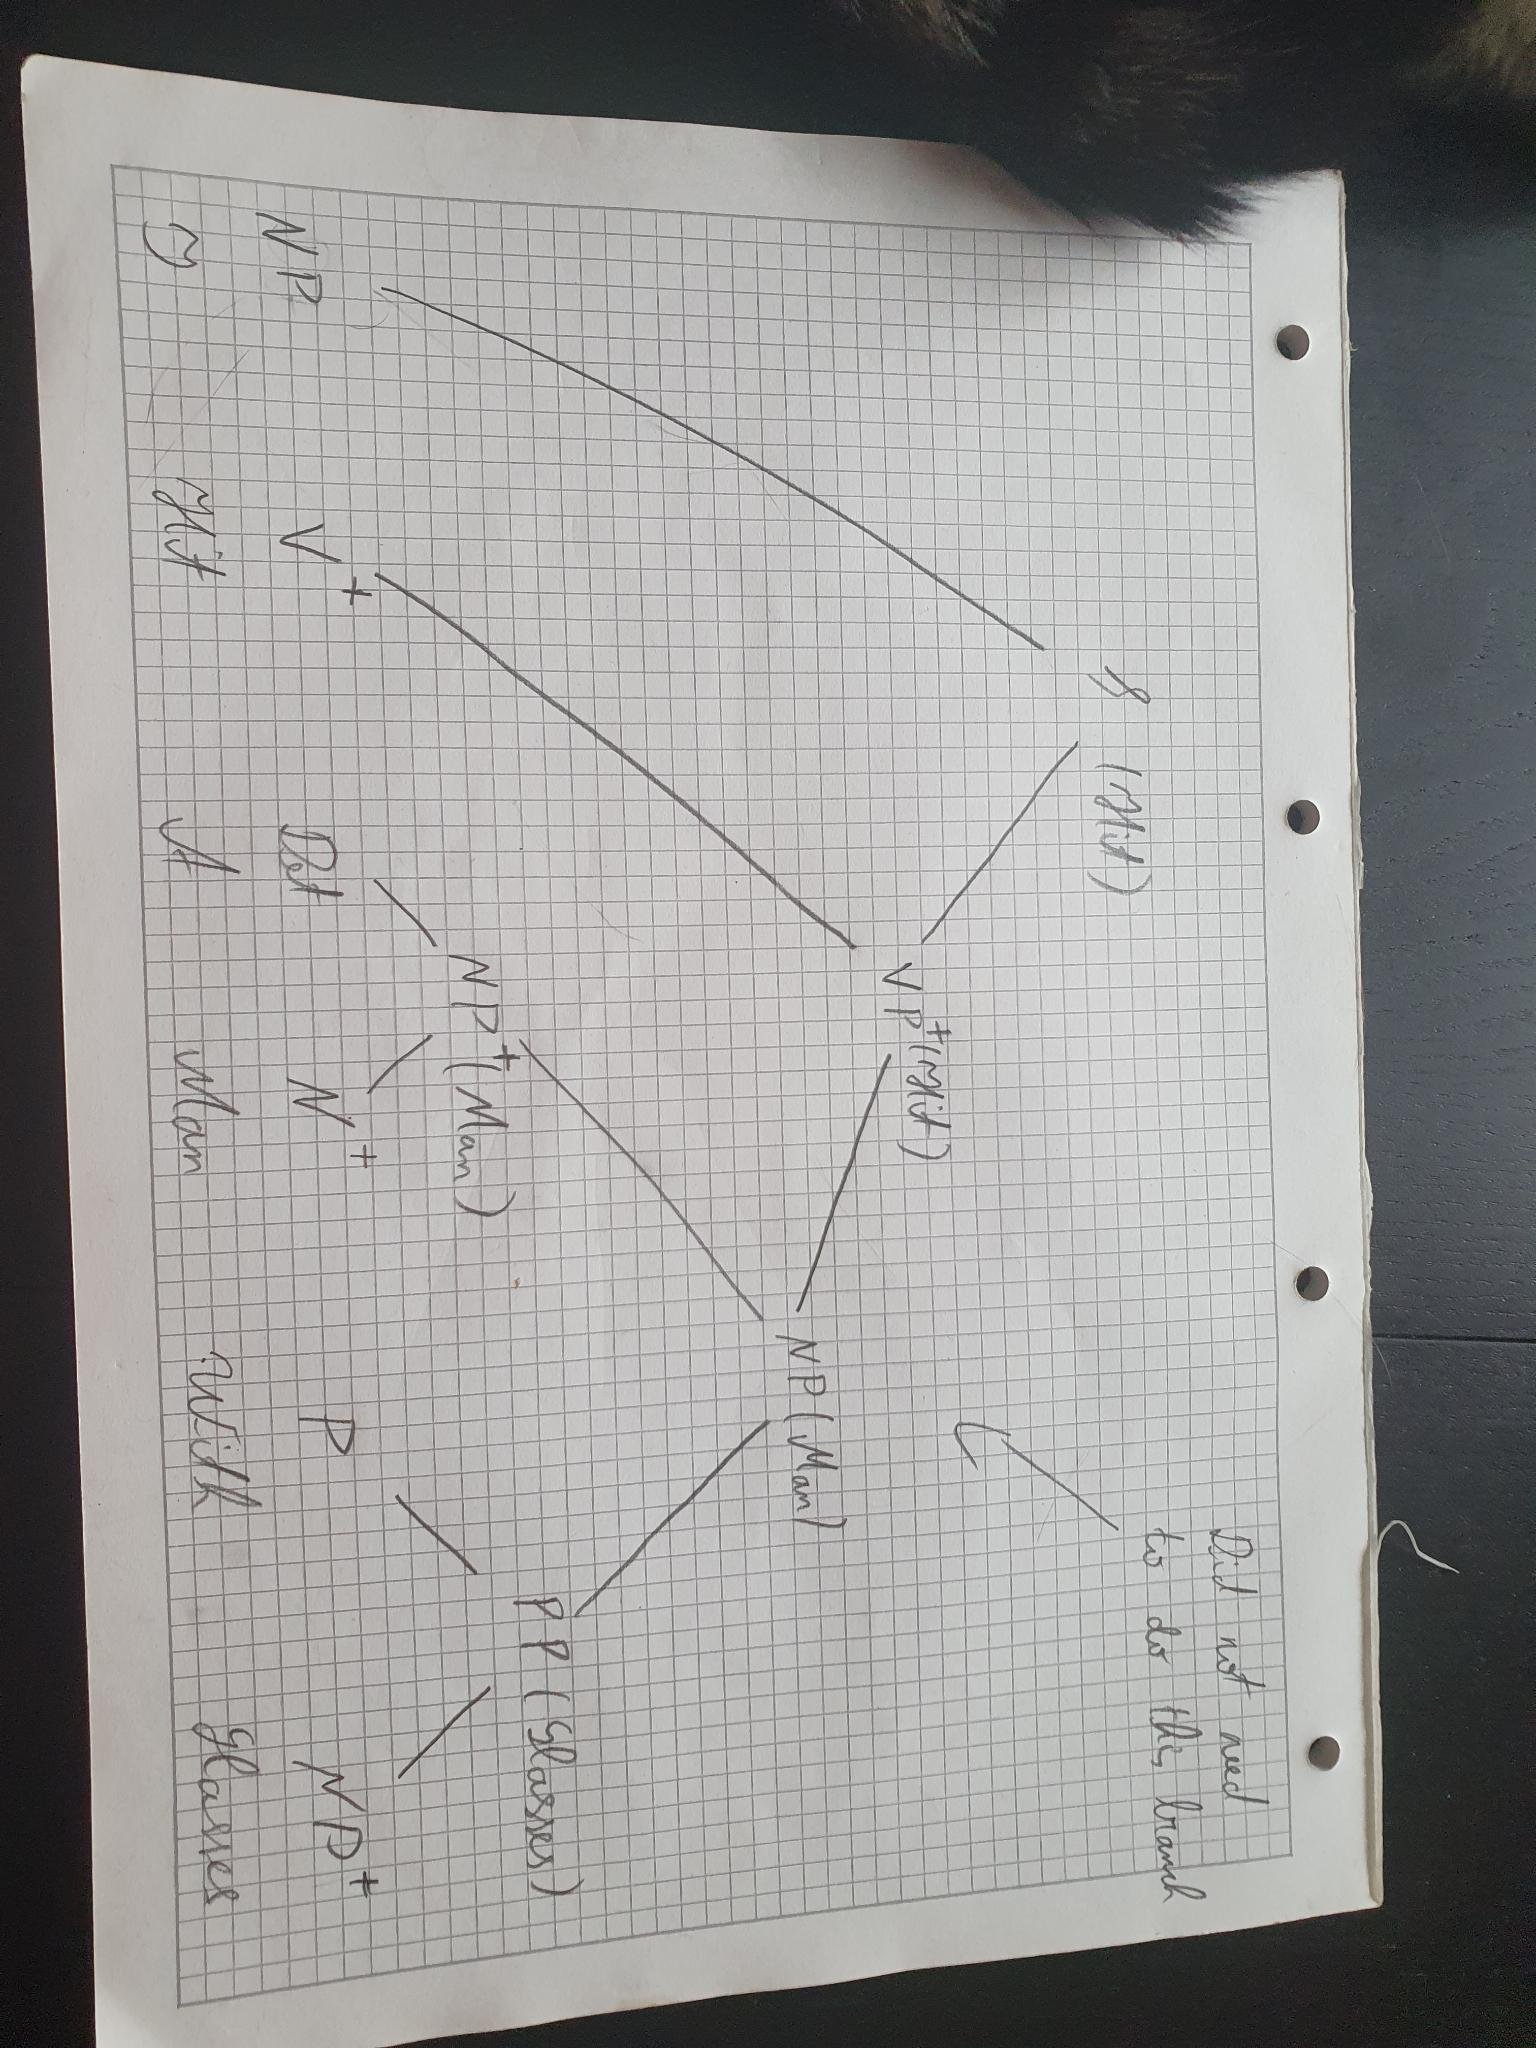 Did not need
to do this branch
S (Hit)
VP+(Hit)
NP (Man)
PP (Glasses)
NP+(Man)
NP V+ Det N+ P NP+
I Hit A Man With Glasses